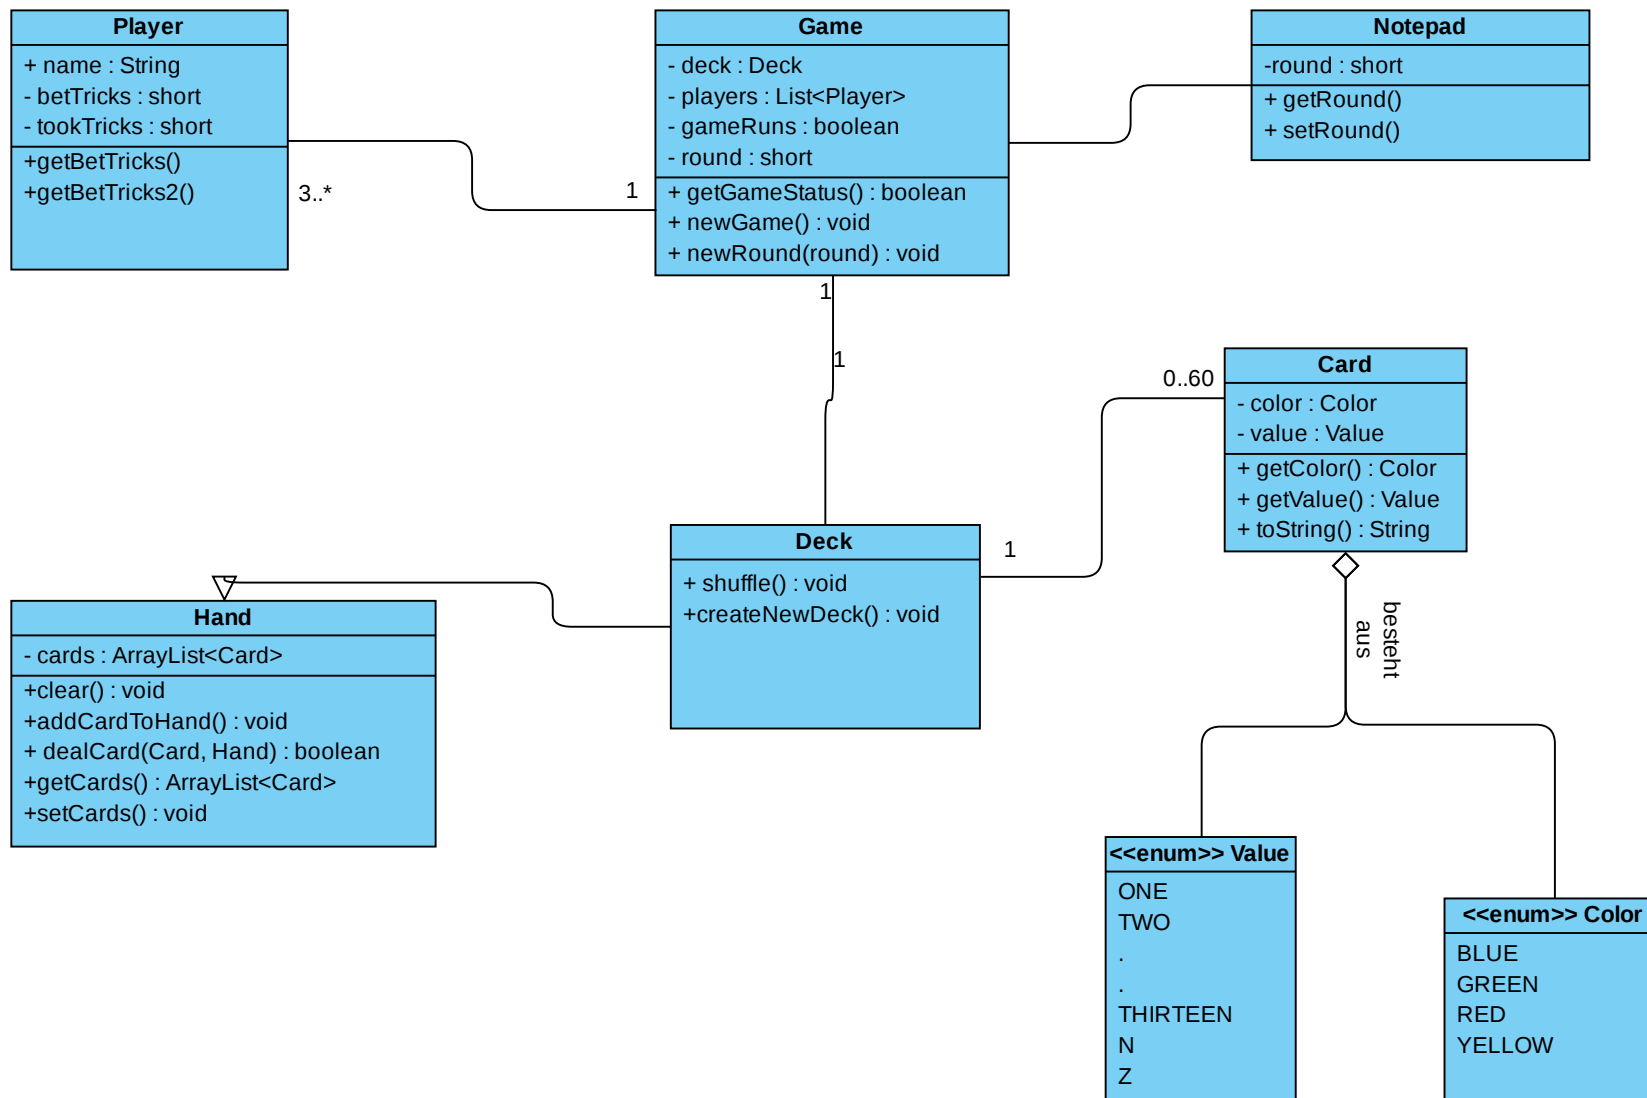 Player
+ name : String
- betTricks : short
- tookTricks : short
+getBetTricks()
+getBetTricks2()
3..*
1
Game
- deck : Deck
- players : List<Player>
- gameRuns : boolean
- round : short
+ getGameStatus() : boolean
+ newGame() : void
+ newRound(round) : void
Notepad
-round : short
+ getRound()
+ setRound()
1
1
Card
- color : Color
- value : Value
+ getColor() : Color
+ getValue() : Value
+ toString() : String
0..60
1
Deck
+ shuffle() : void
+createNewDeck() : void
Hand
- cards : ArrayList<Card>
+clear() : void
+addCardToHand() : void
+ dealCard(Card, Hand) : boolean
+getCards() : ArrayList<Card>
+setCards() : void
besteht
aus
<<enum>> Value
ONE
TWO
.
.
THIRTEEN
N
Z
<<enum>> Color
BLUE
GREEN
RED
YELLOW